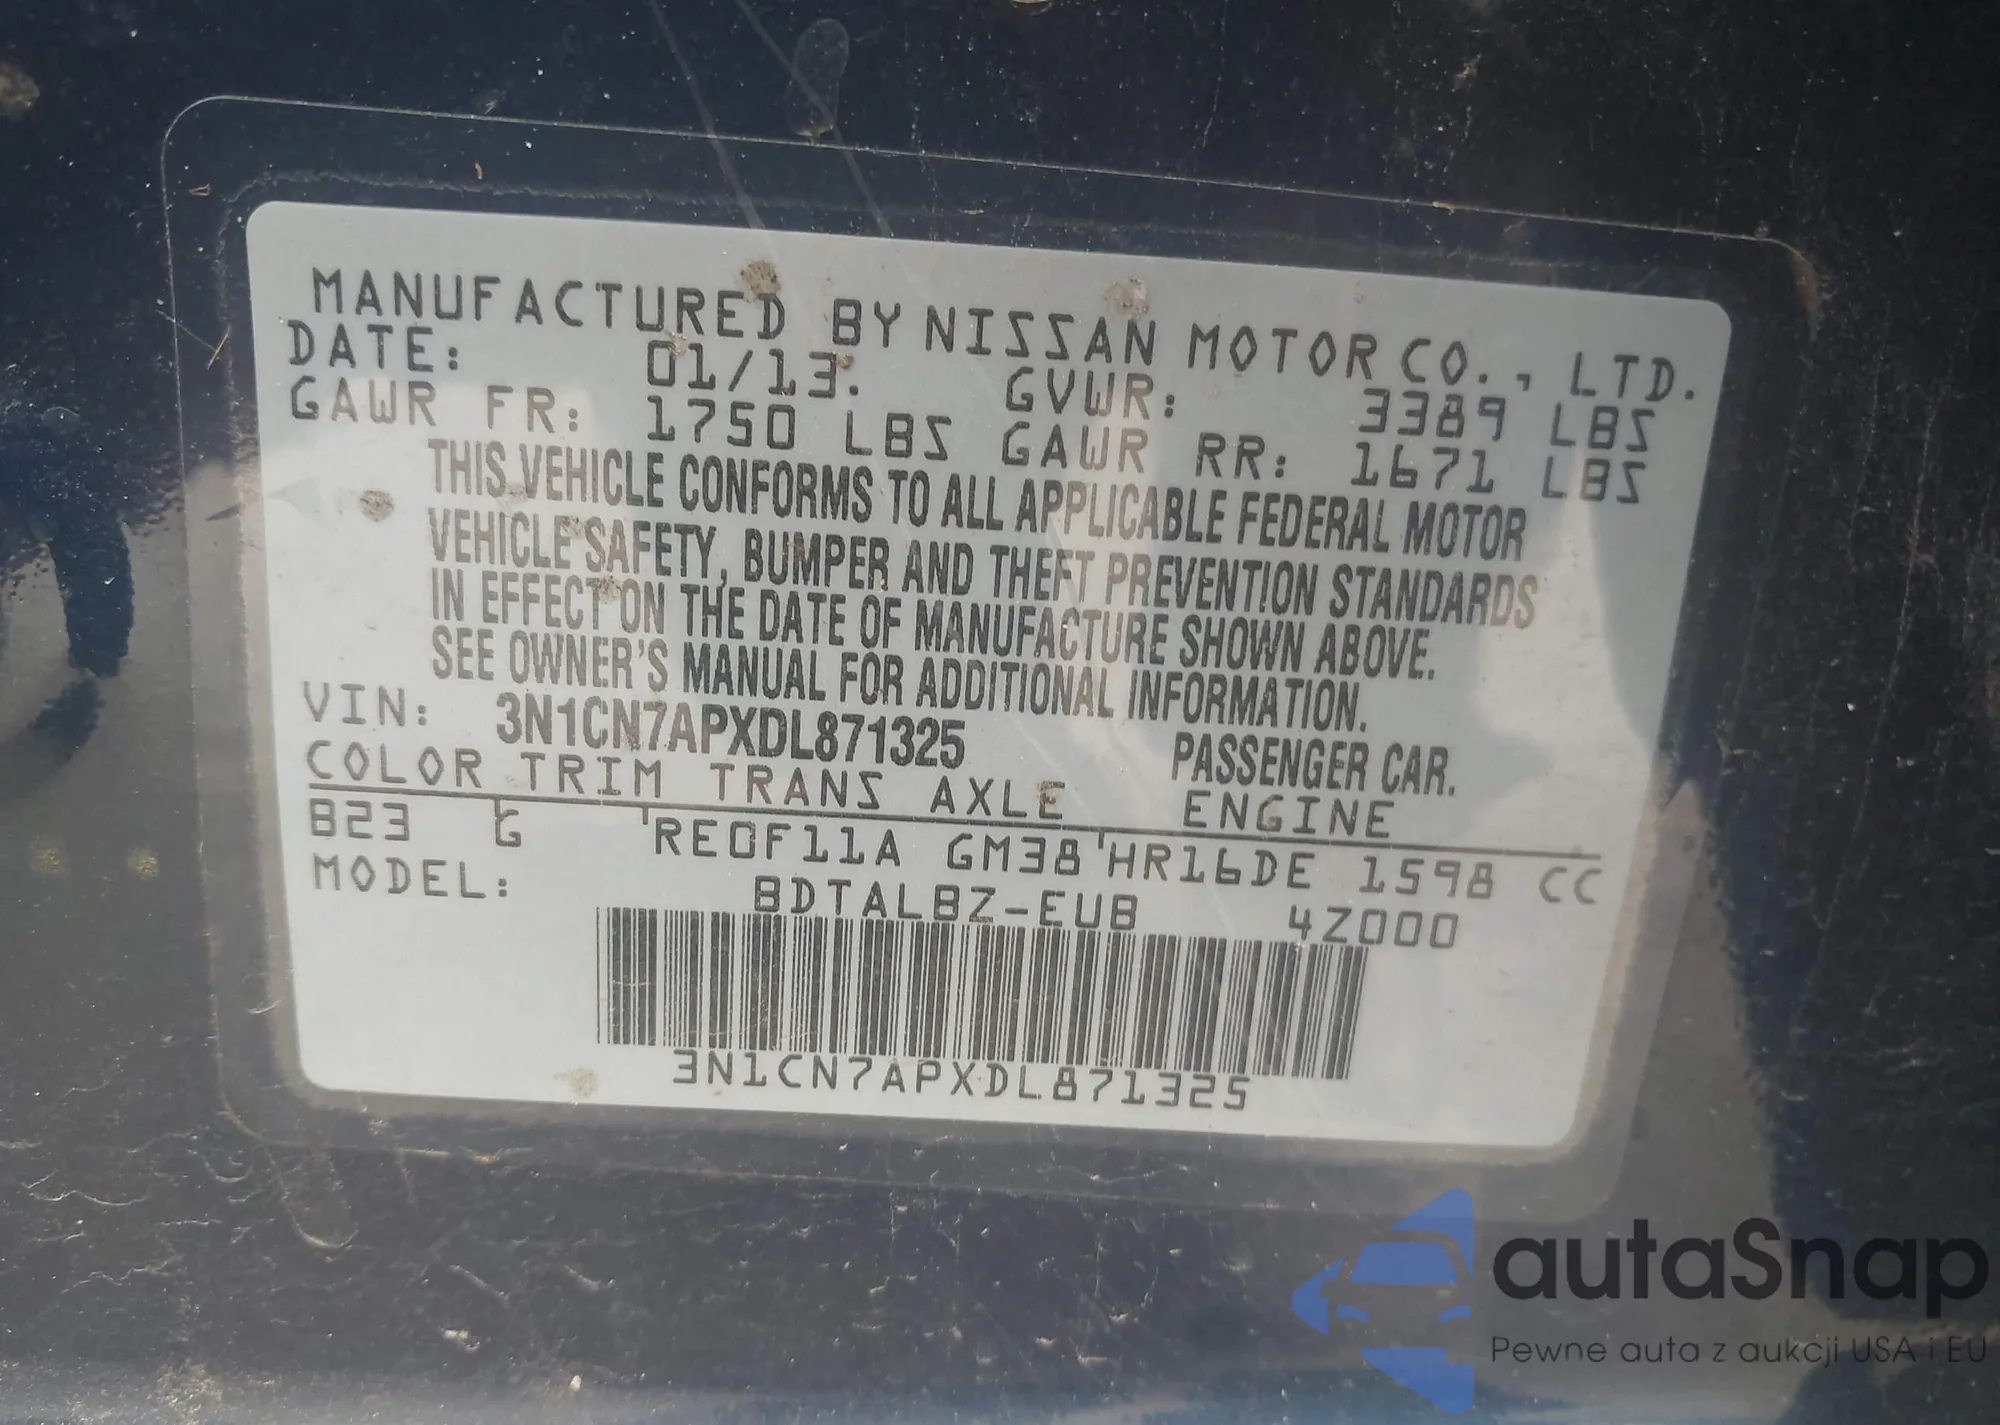 MANUFACTURED BY NISSAN MOTOR CO., LTD.
DATE: 01/13. GVWR: 3389 LBS
GAWR FR: 1750 LBS GAWR RR: 1671 LBS
THIS VEHICLE CONFORMS TO ALL APPLICABLE FEDERAL MOTOR
VEHICLE SAFETY, BUMPER AND THEFT PREVENTION STANDARDS
IN EFFECT ON THE DATE OF MANUFACTURE SHOWN ABOVE.
SEE OWNER'S MANUAL FOR ADDITIONAL INFORMATION.
VIN: 3N1CN7APXDL871325 PASSENGER CAR.
COLOR TRIM TRANS AXLE ENGINE
B23 G RE0F11A GM38 HR16DE 1598 CC
MODEL: BDTALBZ-EUB 4Z000
3N1CN7APXDL871325
autaSnap
Pewne auta z aukcji USA i EU